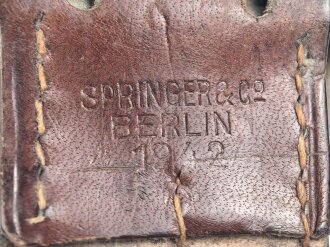 SPRINGER & Cº
BERLIN
1942